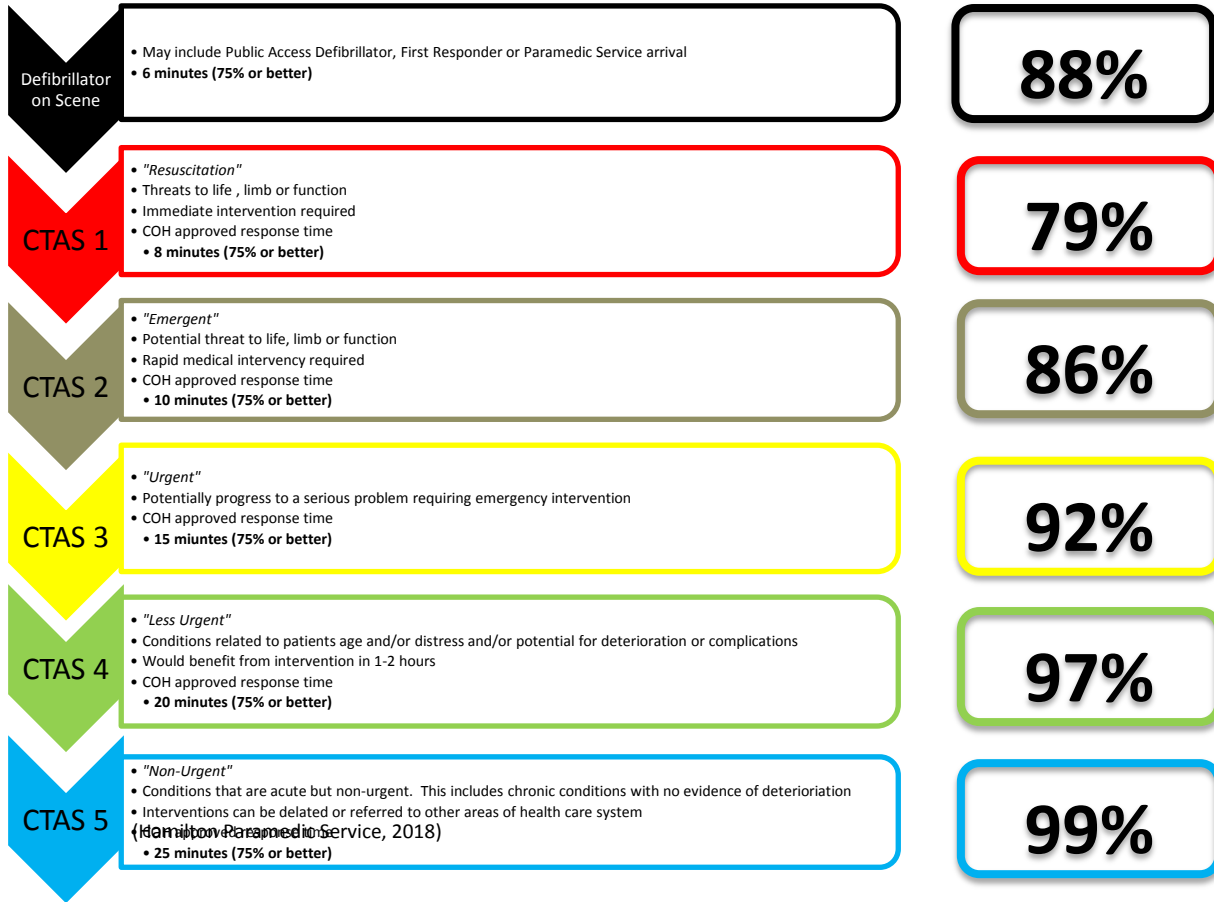 Defibrillator
on Scene
• May include Public Access Defibrillator, First Responder or Paramedic Service arrival
• 6 minutes (75% or better)
88%
CTAS 1
• "Resuscitation"
• Threats to life , limb or function
• Immediate intervention required
• COH approved response time
• 8 minutes (75% or better)
79%
CTAS 2
• "Emergent"
• Potential threat to life, limb or function
• Rapid medical intervency required
• COH approved response time
• 10 minutes (75% or better)
86%
CTAS 3
• "Urgent"
• Potentially progress to a serious problem requiring emergency intervention
• COH approved response time
• 15 miuntes (75% or better)
92%
CTAS 4
• "Less Urgent"
• Conditions related to patients age and/or distress and/or potential for deterioration or complications
• Would benefit from intervention in 1-2 hours
• COH approved response time
• 20 minutes (75% or better)
97%
CTAS 5
• "Non-Urgent"
• Conditions that are acute but non-urgent.  This includes chronic conditions with no evidence of deterioration
• Interventions can be delated or referred to other areas of health care system
• COH approved response time
(Hamilton Paramedic Service, 2018)
• 25 minutes (75% or better)
99%